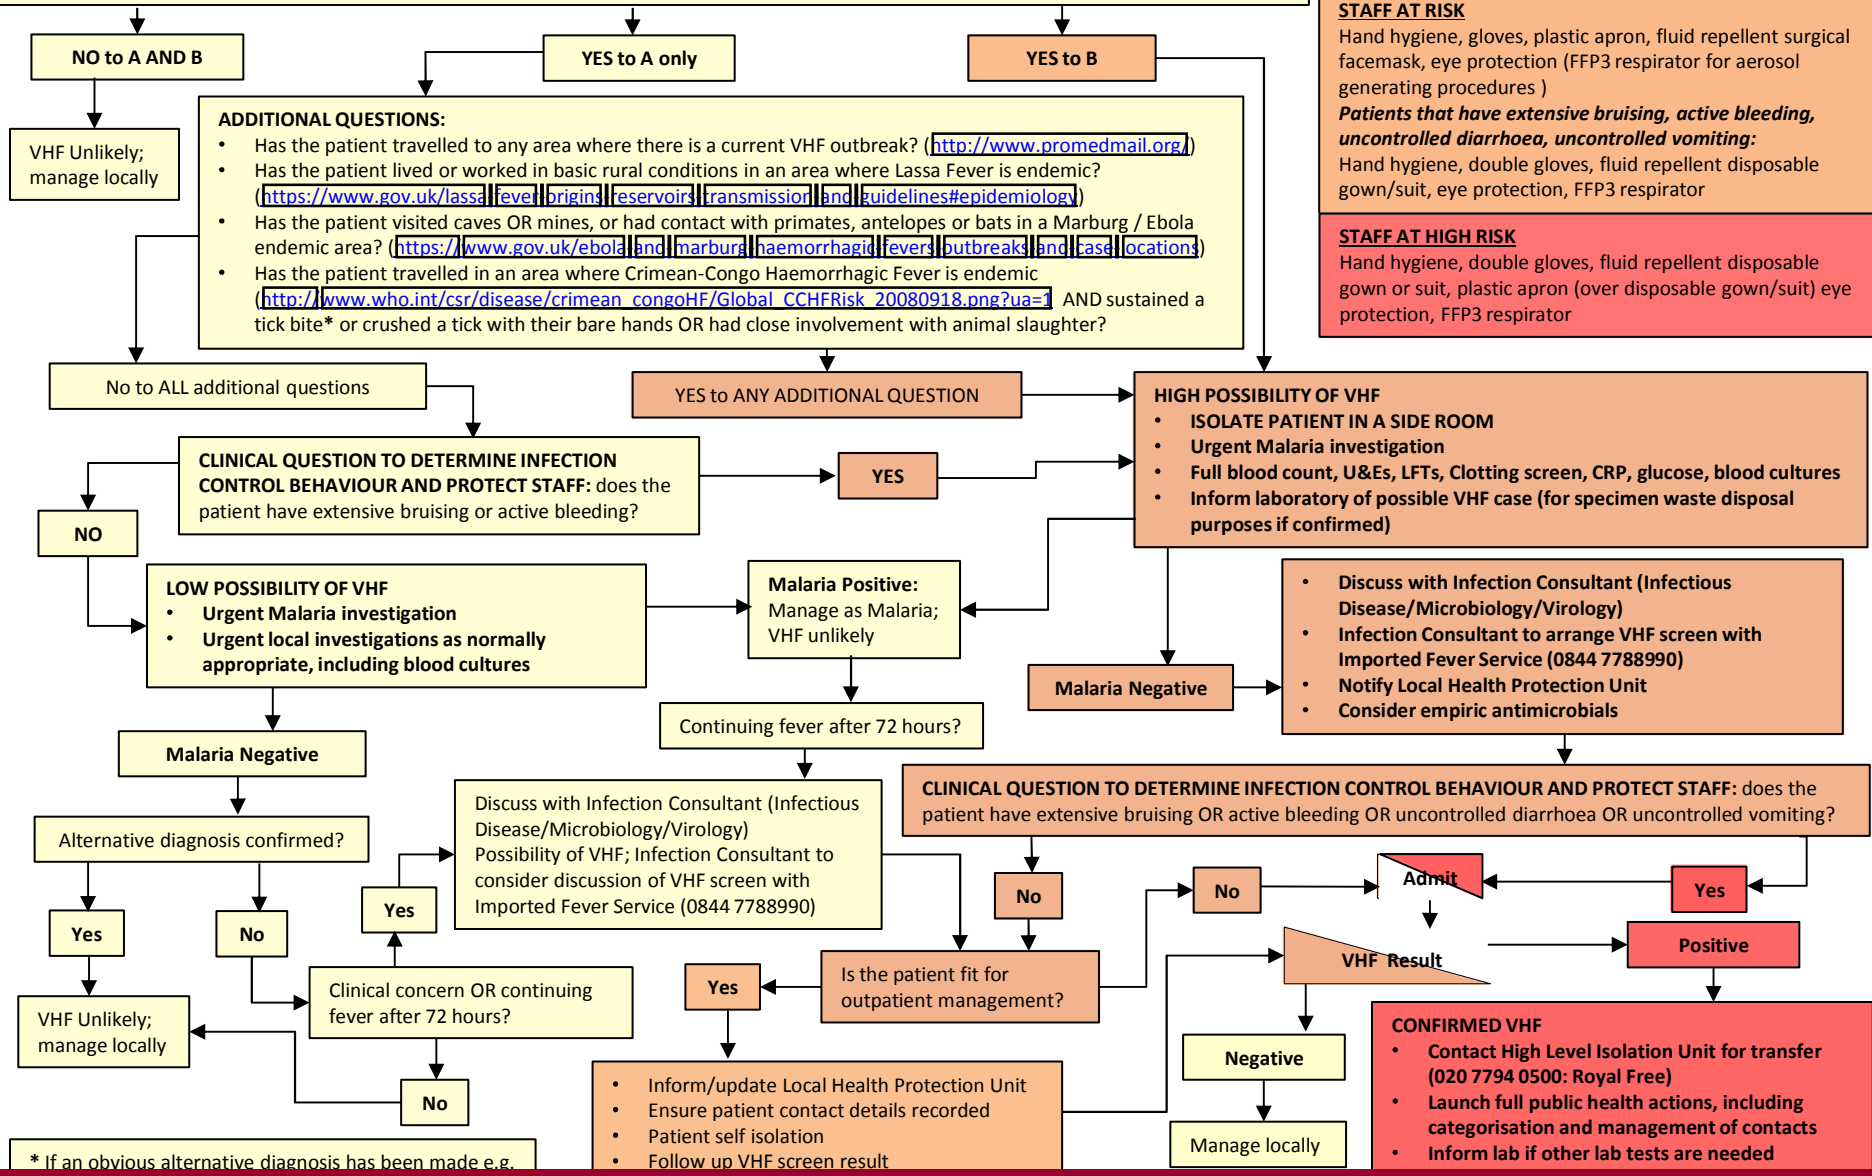 NO to A AND B
YES to A only
YES to B
STAFF AT RISK
Hand hygiene, gloves, plastic apron, fluid repellent surgical
facemask, eye protection (FFP3 respirator for aerosol
generating procedures )
Patients that have extensive bruising, active bleeding,
uncontrolled diarrhoea, uncontrolled vomiting:
Hand hygiene, double gloves, fluid repellent disposable
gown/suit, eye protection, FFP3 respirator
STAFF AT HIGH RISK
Hand hygiene, double gloves, fluid repellent disposable
gown or suit, plastic apron (over disposable gown/suit) eye
protection, FFP3 respirator
VHF Unlikely;
manage locally
ADDITIONAL QUESTIONS:
• Has the patient travelled to any area where there is a current VHF outbreak? (http://www.promedmail.org/)
• Has the patient lived or worked in basic rural conditions in an area where Lassa Fever is endemic?
(https://www.gov.uk/lassa-fever-origins-reservoirs-transmission-and-guidelines#epidemiology)
• Has the patient visited caves OR mines, or had contact with primates, antelopes or bats in a Marburg / Ebola
endemic area? (https://www.gov.uk/ebola-and-marburg-haemorrhagic-fevers-outbreaks-and-case-locations)
• Has the patient travelled in an area where Crimean-Congo Haemorrhagic Fever is endemic
(http://www.who.int/csr/disease/crimean_congoHF/Global_CCHFRisk_20080918.png?ua=1 AND sustained a
tick bite* or crushed a tick with their bare hands OR had close involvement with animal slaughter?
No to ALL additional questions
YES to ANY ADDITIONAL QUESTION
HIGH POSSIBILITY OF VHF
• ISOLATE PATIENT IN A SIDE ROOM
• Urgent Malaria investigation
• Full blood count, U&Es, LFTs, Clotting screen, CRP, glucose, blood cultures
• Inform laboratory of possible VHF case (for specimen waste disposal
purposes if confirmed)
CLINICAL QUESTION TO DETERMINE INFECTION
CONTROL BEHAVIOUR AND PROTECT STAFF: does the
patient have extensive bruising or active bleeding?
YES
NO
LOW POSSIBILITY OF VHF
• Urgent Malaria investigation
• Urgent local investigations as normally
appropriate, including blood cultures
Malaria Positive:
Manage as Malaria;
VHF unlikely
Malaria Negative
• Discuss with Infection Consultant (Infectious
Disease/Microbiology/Virology)
• Infection Consultant to arrange VHF screen with
Imported Fever Service (0844 7788990)
• Notify Local Health Protection Unit
• Consider empiric antimicrobials
Continuing fever after 72 hours?
Malaria Negative
Alternative diagnosis confirmed?
Discuss with Infection Consultant (Infectious
Disease/Microbiology/Virology)
Possibility of VHF; Infection Consultant to
consider discussion of VHF screen with
Imported Fever Service (0844 7788990)
CLINICAL QUESTION TO DETERMINE INFECTION CONTROL BEHAVIOUR AND PROTECT STAFF: does the
patient have extensive bruising OR active bleeding OR uncontrolled diarrhoea OR uncontrolled vomiting?
Yes
No
Yes
No
No
Admit
Yes
VHF Result
Positive
Clinical concern OR continuing
fever after 72 hours?
Yes
Is the patient fit for
outpatient management?
VHF Unlikely;
manage locally
No
Negative
Manage locally
• Inform/update Local Health Protection Unit
• Ensure patient contact details recorded
• Patient self isolation
• Follow up VHF screen result
CONFIRMED VHF
• Contact High Level Isolation Unit for transfer
(020 7794 0500: Royal Free)
• Launch full public health actions, including
categorisation and management of contacts
• Inform lab if other lab tests are needed
* If an obvious alternative diagnosis has been made e.g.